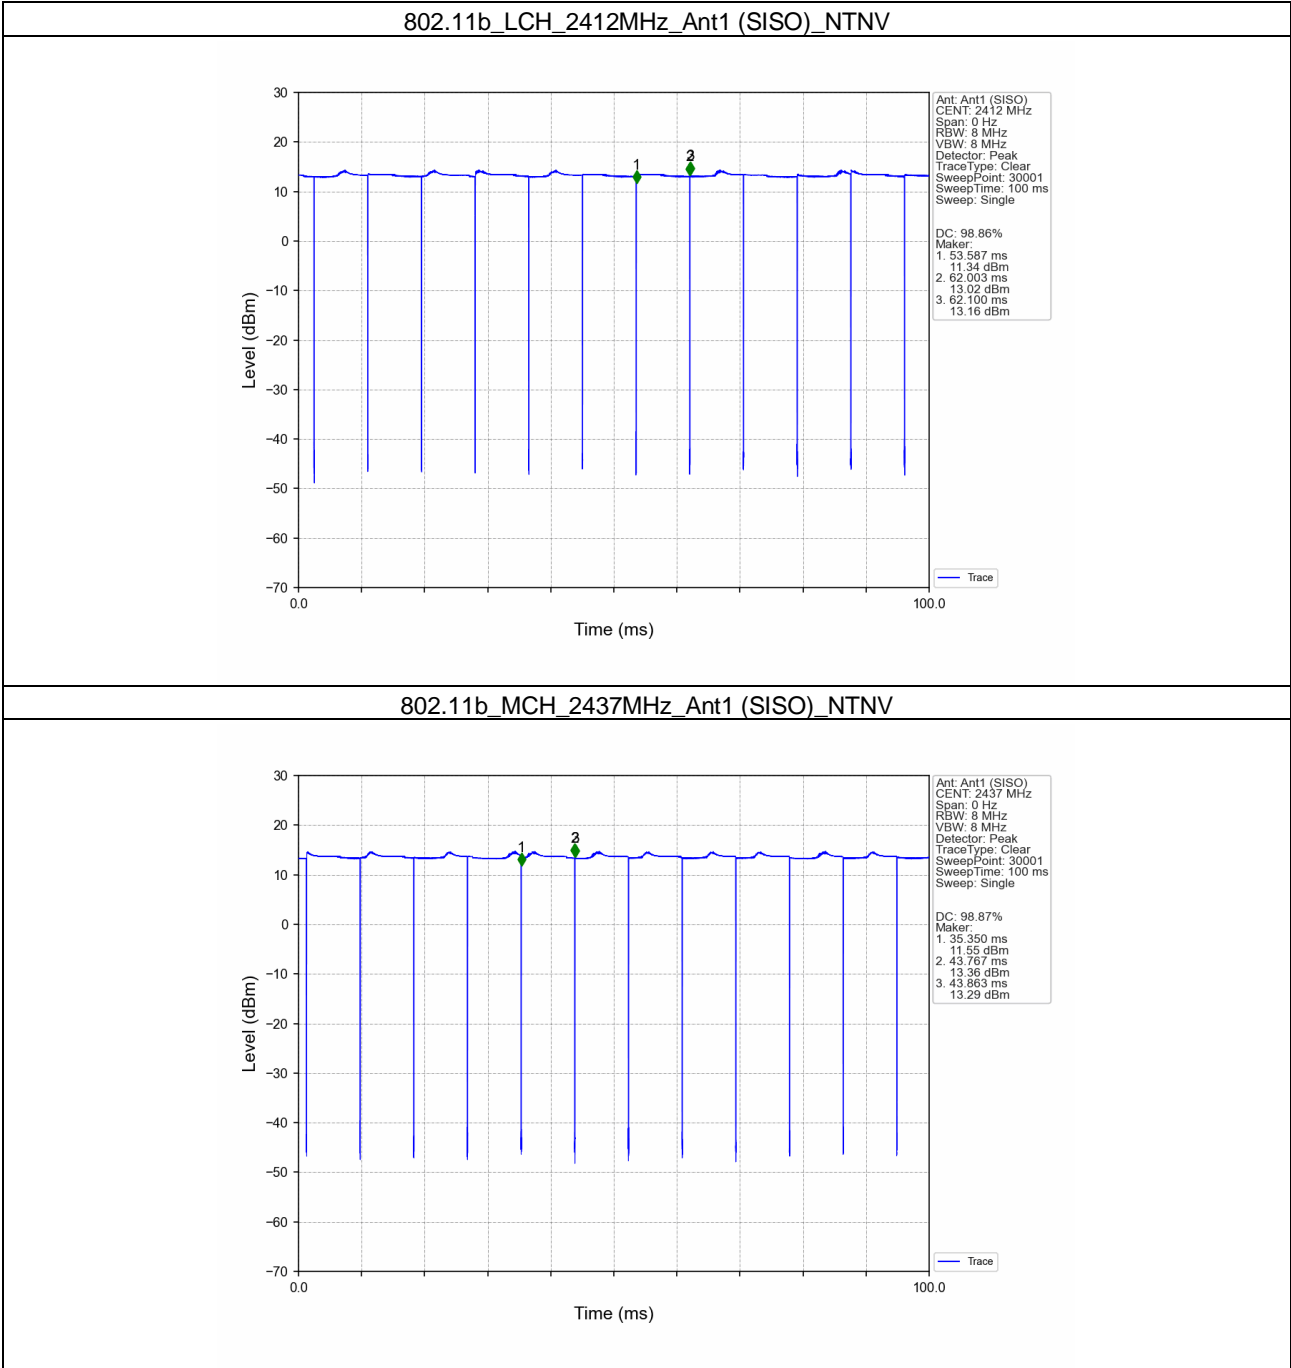 802.11b_LCH_2412MHz_Ant1 (SISO)_NTNV
30
20
10
0
−10
−20
−30
−40
−50
−60
−70
Level (dBm)
0.0
100.0
Time (ms)
1
2
3
Ant: Ant1 (SISO)
CENT: 2412 MHz
Span: 0 Hz
RBW: 8 MHz
VBW: 8 MHz
Detector: Peak
TraceType: Clear
SweepPoint: 30001
SweepTime: 100 ms
Sweep: Single
DC: 98.86%
Maker:
1. 53.587 ms
11.34 dBm
2. 62.003 ms
13.02 dBm
3. 62.100 ms
13.16 dBm
Trace
802.11b_MCH_2437MHz_Ant1 (SISO)_NTNV
30
20
10
0
−10
−20
−30
−40
−50
−60
−70
Level (dBm)
0.0
100.0
Time (ms)
1
2
3
Ant: Ant1 (SISO)
CENT: 2437 MHz
Span: 0 Hz
RBW: 8 MHz
VBW: 8 MHz
Detector: Peak
TraceType: Clear
SweepPoint: 30001
SweepTime: 100 ms
Sweep: Single
DC: 98.87%
Maker:
1. 35.350 ms
11.55 dBm
2. 43.767 ms
13.36 dBm
3. 43.863 ms
13.29 dBm
Trace